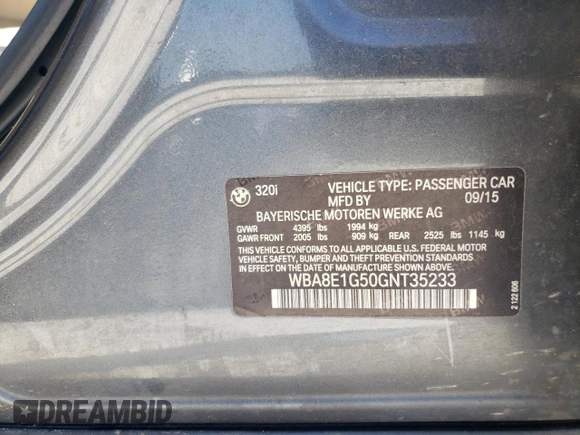 BMW
320i
VEHICLE TYPE: PASSENGER CAR
MFD BY 09/15
BAYERISCHE MOTOREN WERKE AG
GVWR 4395 lbs 1994 kg
GAWR FRONT 2005 lbs 909 kg REAR 2525 lbs 1145 kg
THIS VEHICLE CONFORMS TO ALL APPLICABLE U.S. FEDERAL MOTOR
VEHICLE SAFETY, BUMPER AND THEFT PREVENTION STANDARDS
IN EFFECT ON THE DATE OF MANUFACTURE SHOWN ABOVE.
WBA8E1G50GNT35233
2 122 606
DREAMBID